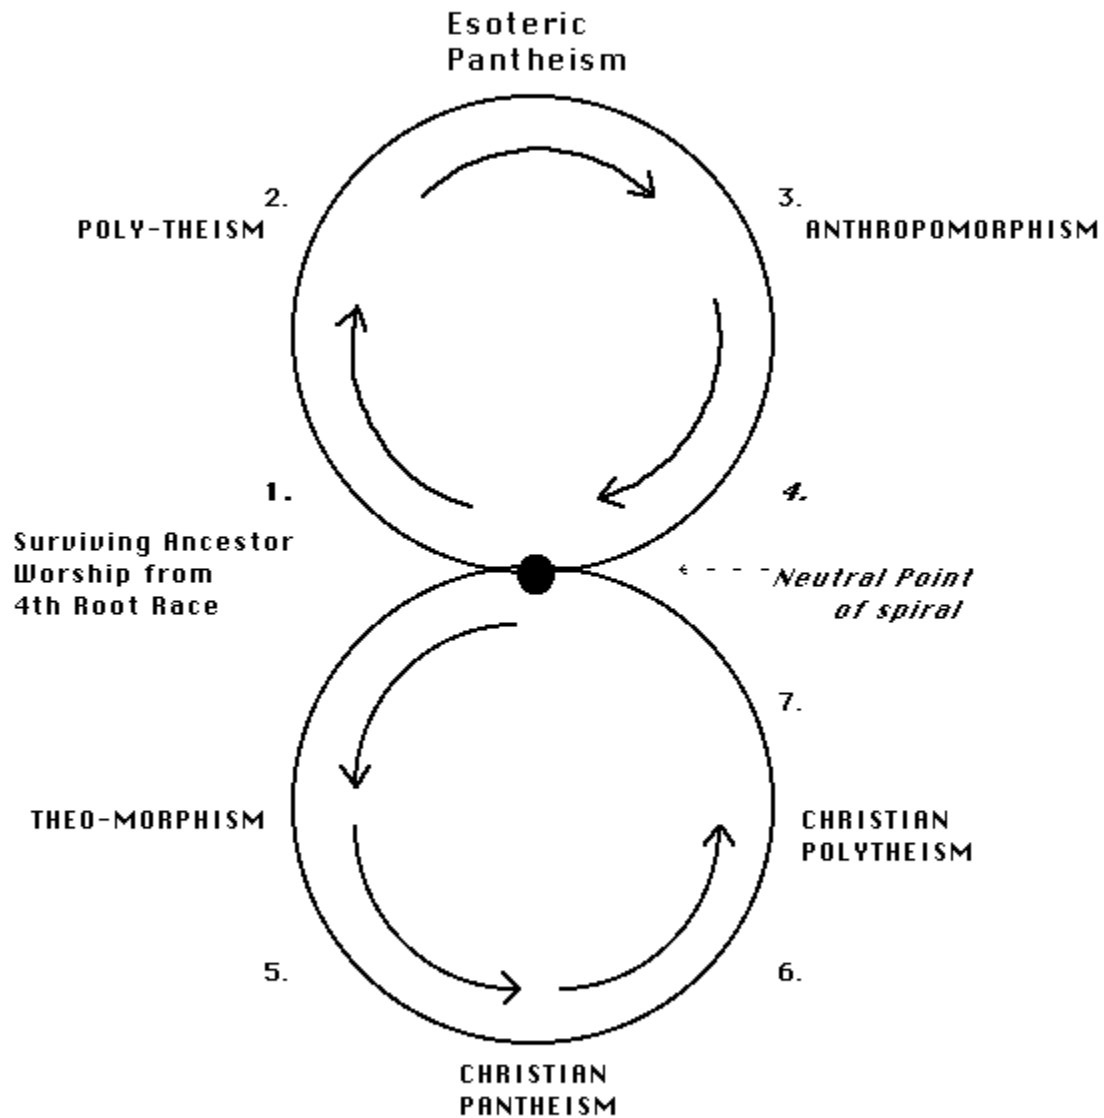 Esoteric
Pantheism
2.
POLY-THEISM
3.
ANTHROPOMORPHISM
1.
Surviving Ancestor
Worship from
4th Root Race
4.
Neutral Point
of spiral
7.
THEO-MORPHISM
CHRISTIAN
POLYTHEISM
5.
6.
CHRISTIAN
PANTHEISM